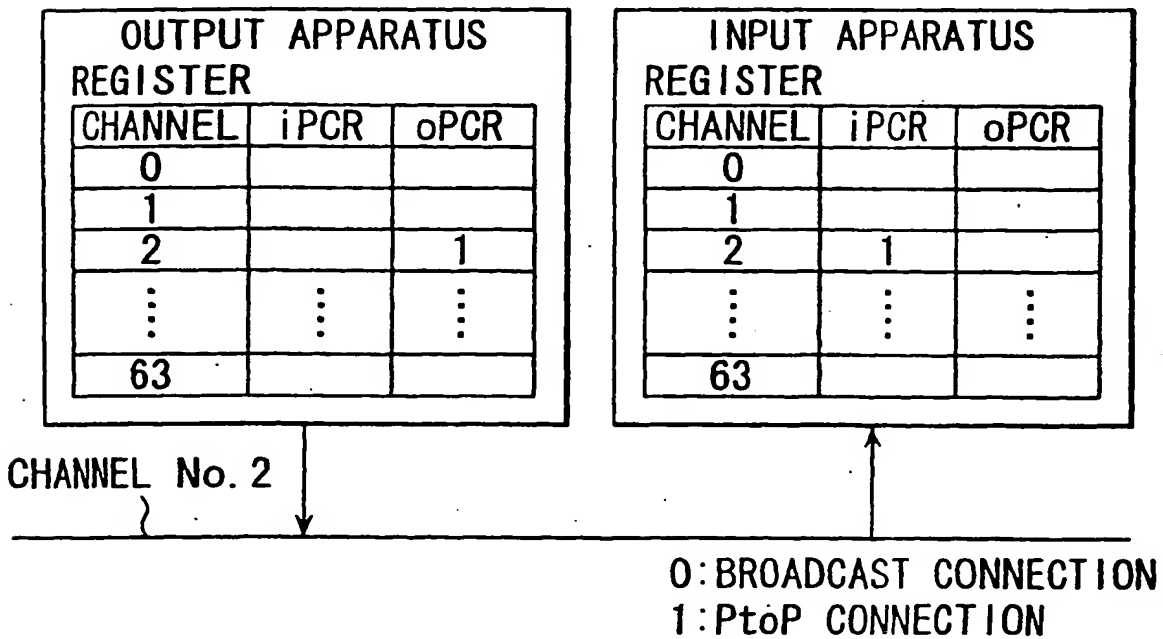 OUTPUT APPARATUS
REGISTER
CHANNEL iPCR oPCR
0
1
2 1
⋮ ⋮ ⋮
63
INPUT APPARATUS
REGISTER
CHANNEL iPCR oPCR
0
1
2 1
⋮ ⋮ ⋮
63
CHANNEL No. 2
0:BROADCAST CONNECTION
1:PtoP CONNECTION